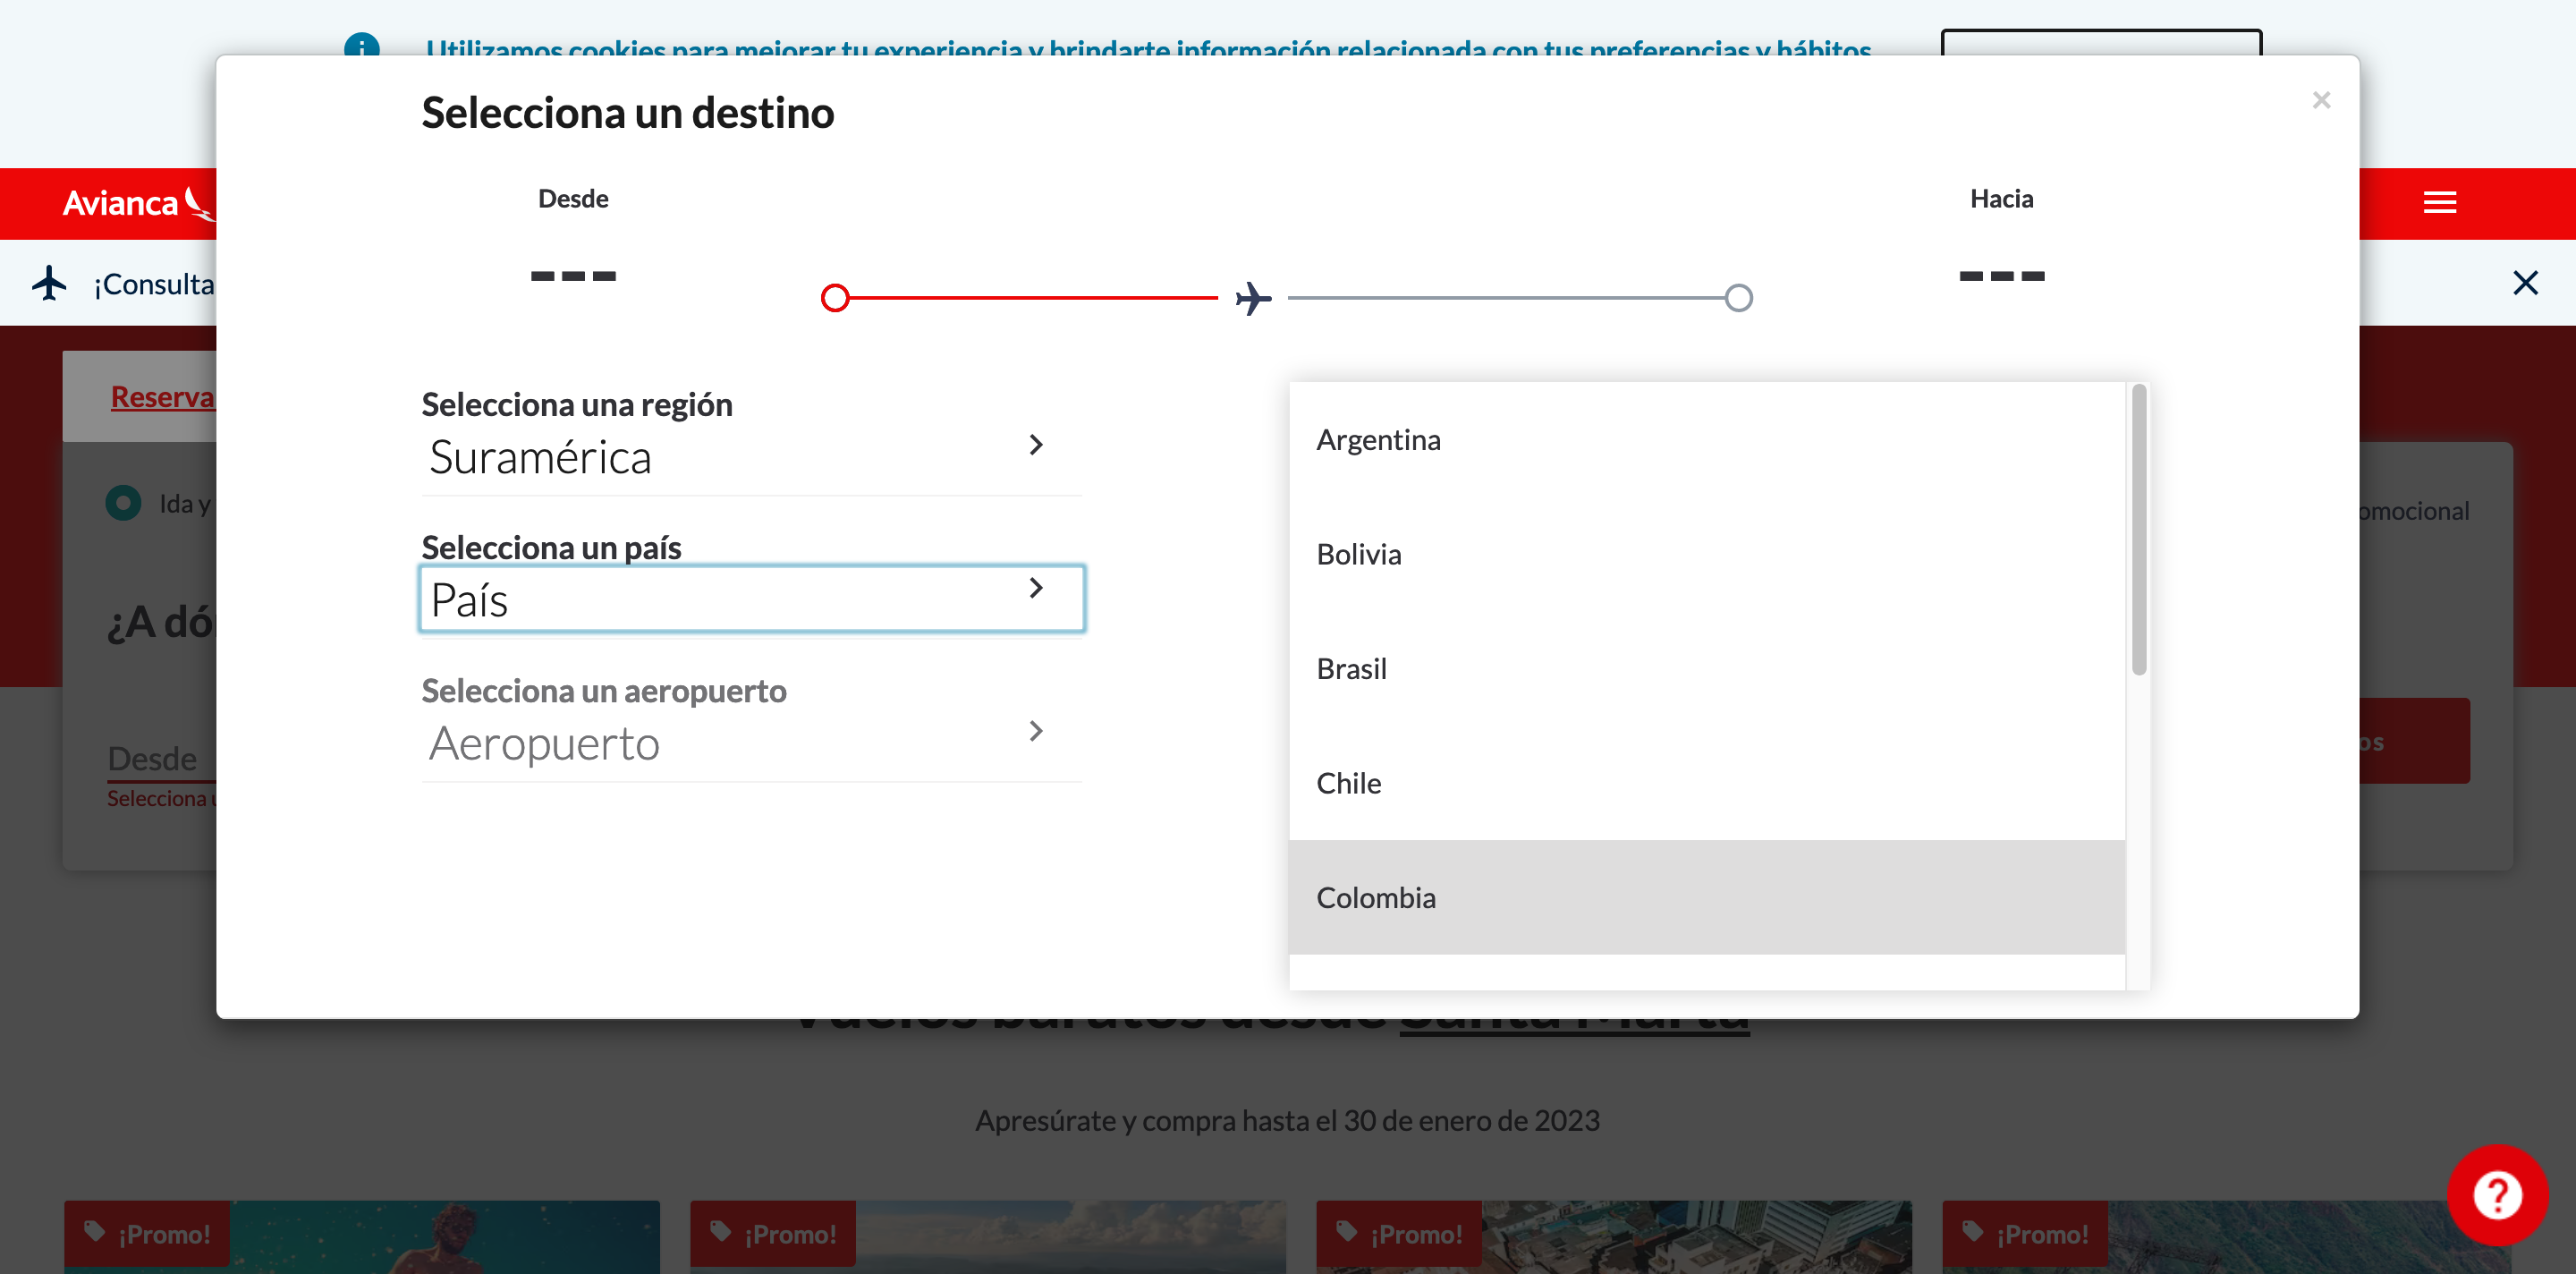 Utilizamos cookies para mejorar tu experiencia y brindarte información relacionada con tus preferencias y hábitos
Selecciona un destino
×
Desde
Hacia
Avianca
---
---
¡Consulta
Reserva
Selecciona una región
Suramérica
Argentina
Ida y
omocional
Selecciona un país
País
Bolivia
¿A dó
Brasil
Selecciona un aeropuerto
Aeropuerto
Desde
os
Chile
Selecciona
Colombia
Vuelos baratos desde Santa Marta
Apresúrate y compra hasta el 30 de enero de 2023
¡Promo!
¡Promo!
¡Promo!
¡Promo!